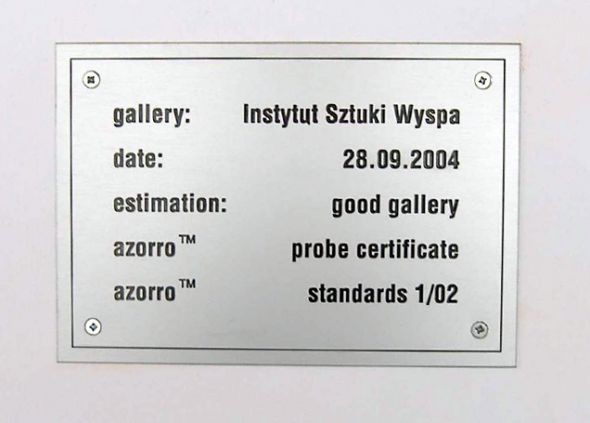 gallery: Instytut Sztuki Wyspa
date: 28.09.2004
estimation: good gallery
azorro™ probe certificate
azorro™ standards 1/02